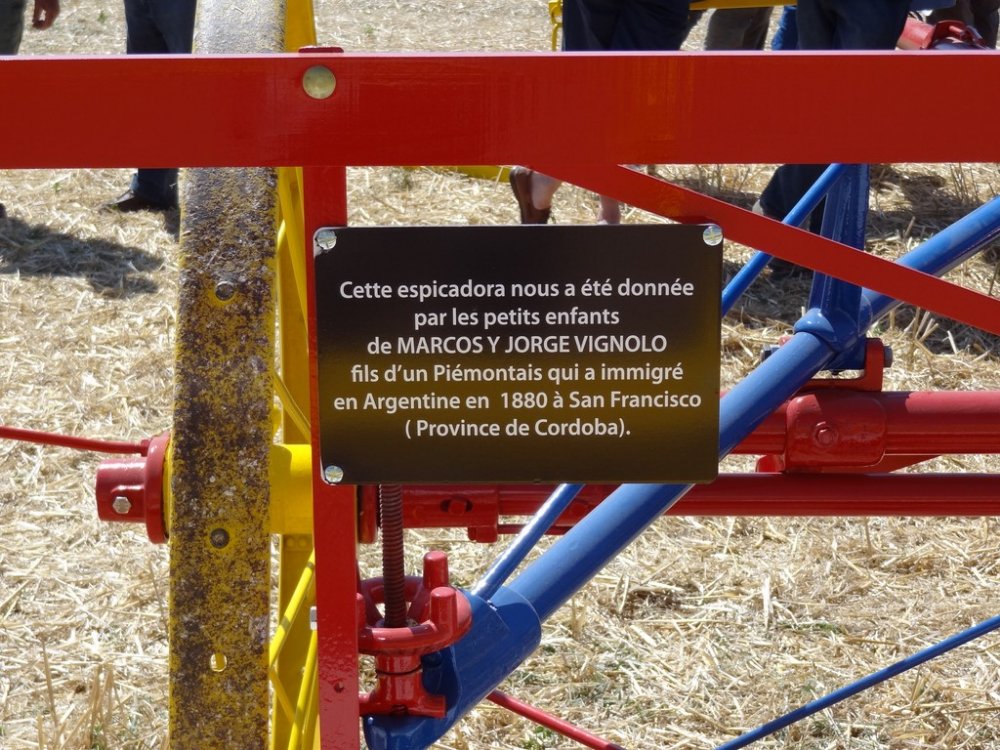 Cette espicadora nous a été donnée
par les petits enfants
de MARCOS Y JORGE VIGNOLO
fils d'un Piémontais qui a immigré
en Argentine en 1880 à San Francisco
( Province de Cordoba).